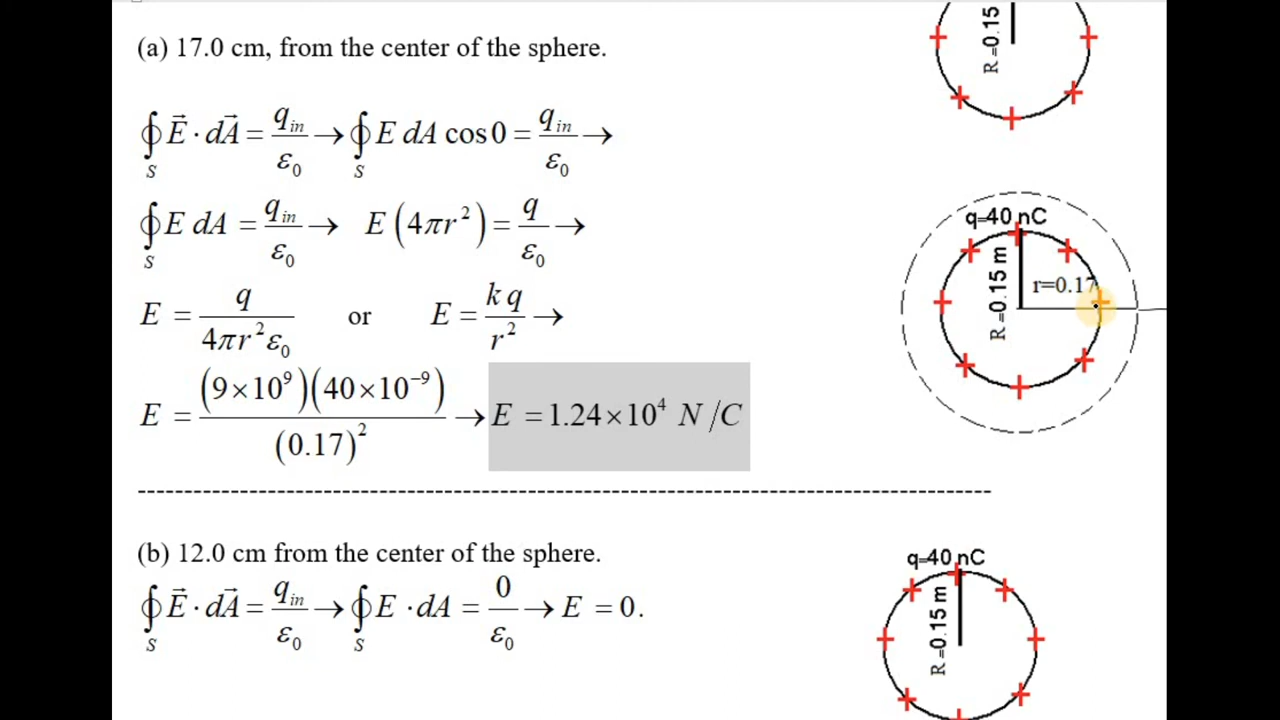 (a) 17.0 cm, from the center of the sphere.
R =0.15
∮_S E⃗ · dA⃗ = q_in / ε₀ → ∮_S E dA cos 0 = q_in / ε₀ →
∮_S E dA = q_in / ε₀ → E (4πr²) = q / ε₀ →
q=40 nC
R =0.15 m
r=0.17
E = q / 4πr²ε₀ or E = k q / r² →
E = (9×10⁹)(40×10⁻⁹) / (0.17)² → E = 1.24×10⁴ N/C
(b) 12.0 cm from the center of the sphere.
∮_S E⃗ · dA⃗ = q_in / ε₀ → ∮_S E · dA = 0 / ε₀ → E = 0.
q=40 nC
R =0.15 m